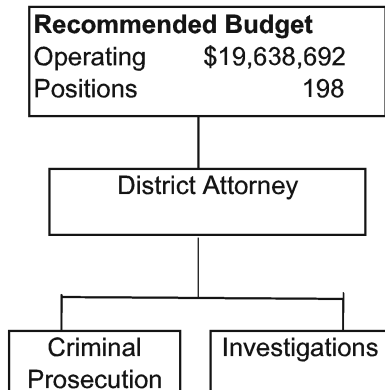 Recommended Budget
Operating $19,638,692
Positions 198
District Attorney
Criminal
Prosecution
Investigations